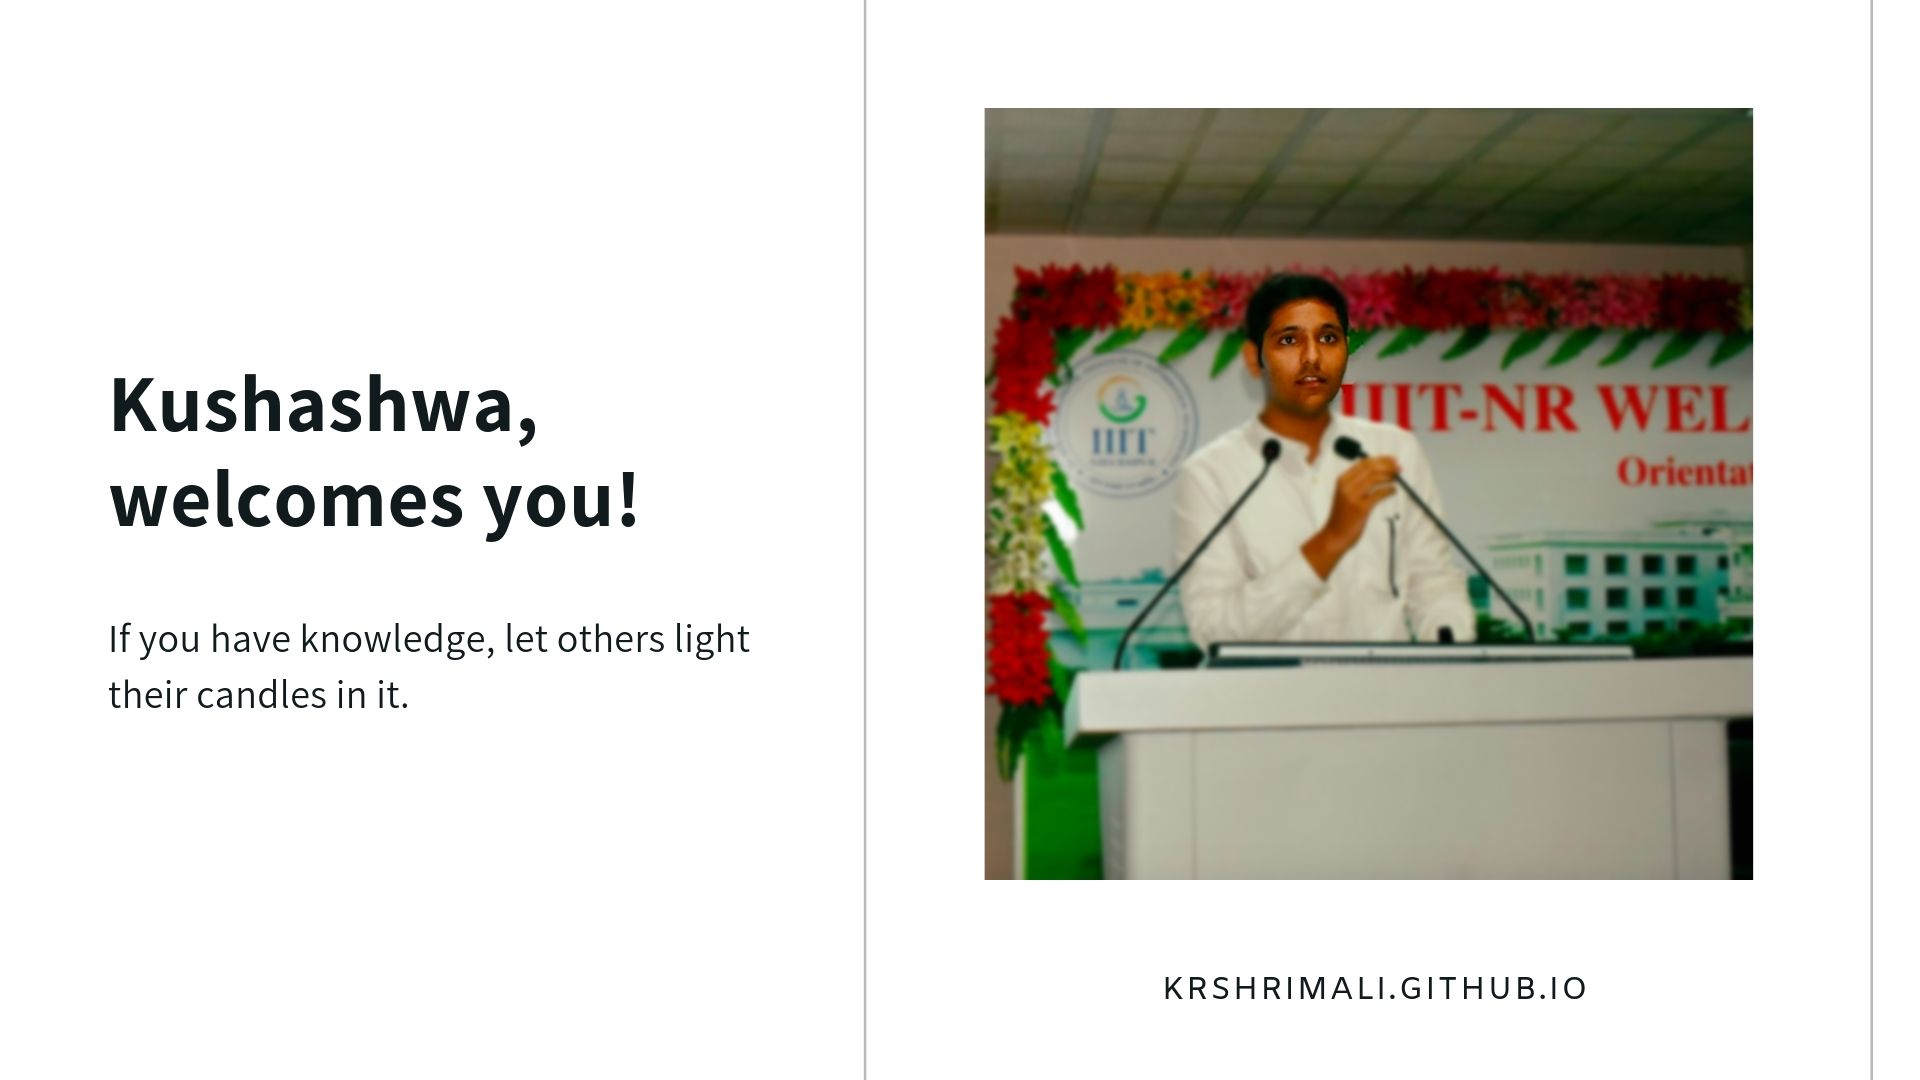 Kushashwa,
welcomes you!
If you have knowledge, let others light
their candles in it.
IIIT
IIIT-NR WEL
Orientat
KRSHRIMALI.GITHUB.IO